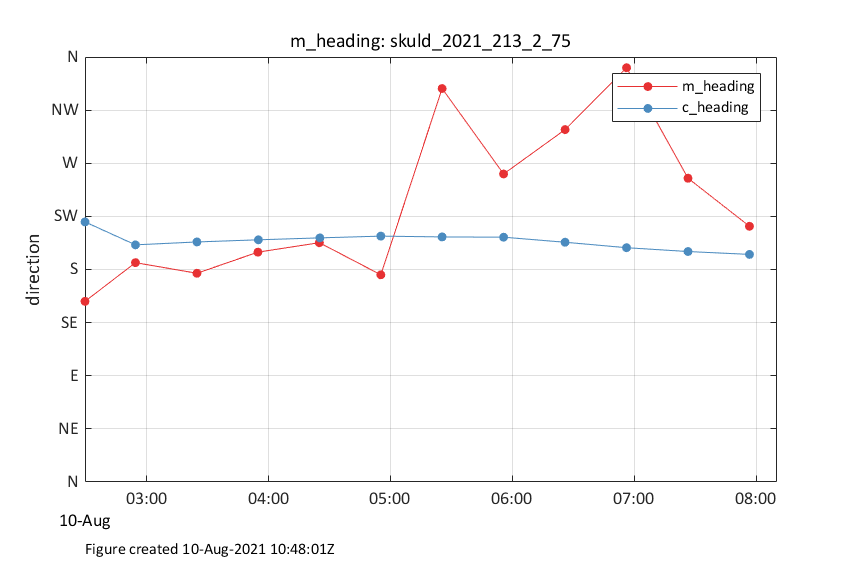 m_heading: skuld_2021_213_2_75
N
NW
W
SW
S
SE
E
NE
N
direction
m_heading
c_heading
03:00 04:00 05:00 06:00 07:00 08:00
10-Aug
Figure created 10-Aug-2021 10:48:01Z